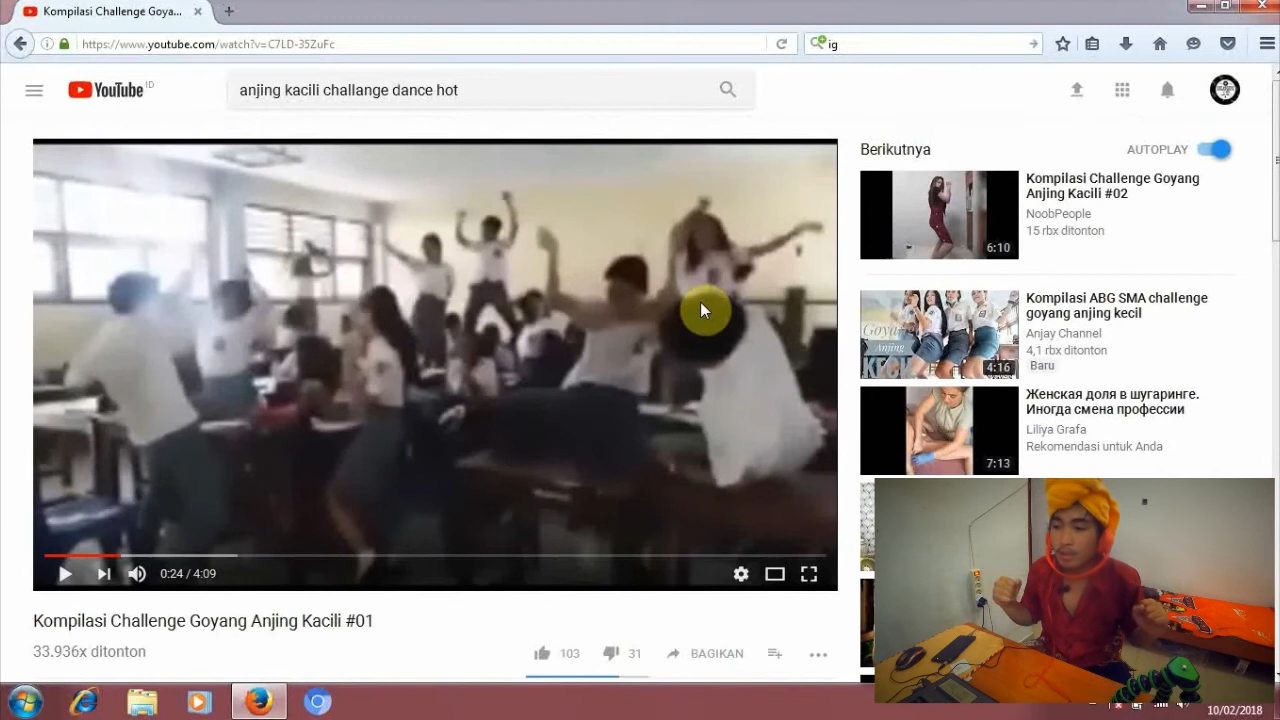 Kompilasi Challenge Goya...
https://www.youtube.com/watch?v=C7LD-35ZuFc
ig
YouTube ID
anjing kacili challange dance hot
Berikutnya
AUTOPLAY
Kompilasi Challenge Goyang
Anjing Kacili #02
NoobPeople
15 rbx ditonton
6:10
Kompilasi ABG SMA challenge
goyang anjing kecil
Anjay Channel
4,1 rbx ditonton
Baru
Goyang
Anjing
KECIL
4:16
Женская доля в шугаринге.
Иногда смена профессии
Liliya Grafa
Rekomendasi untuk Anda
7:13
0:24 / 4:09
Kompilasi Challenge Goyang Anjing Kacili #01
33.936x ditonton
103
31
BAGIKAN
10/02/2018